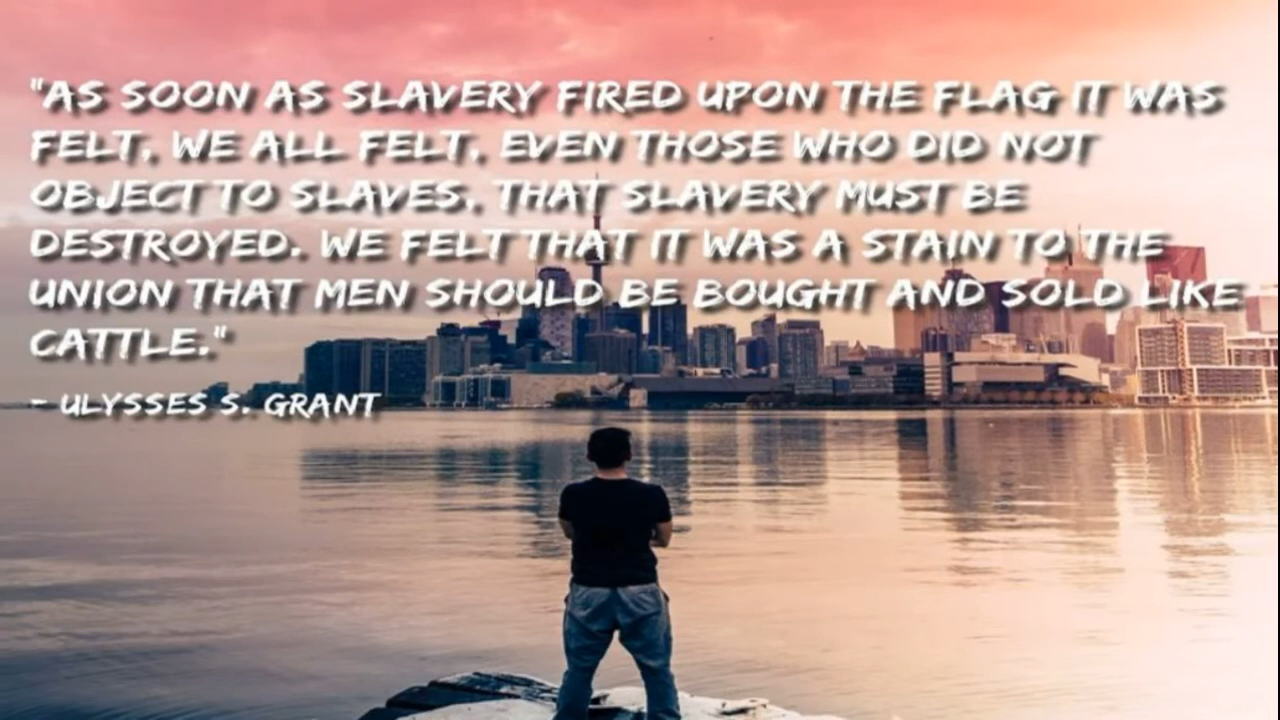 "AS SOON AS SLAVERY FIRED UPON THE FLAG IT WAS
FELT, WE ALL FELT, EVEN THOSE WHO DID NOT
OBJECT TO SLAVES, THAT SLAVERY MUST BE
DESTROYED. WE FELT THAT IT WAS A STAIN TO THE
UNION THAT MEN SHOULD BE BOUGHT AND SOLD LIKE
CATTLE."
- ULYSSES S. GRANT